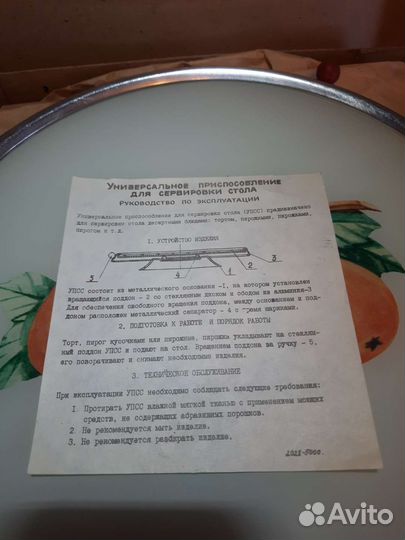 УНИВЕРСАЛЬНОЕ ПРИСПОСОБЛЕНИЕ
ДЛЯ СЕРВИРОВКИ СТОЛА
РУКОВОДСТВО ПО ЭКСПЛУАТАЦИИ
Универсальное приспособление для сервировки стола (УПСС) предназначено
для сервировки стола десертными блюдами: тортом, пирожными, пирожками,
пирогом и т.д.
I. УСТРОЙСТВО ИЗДЕЛИЯ
5 4 1 2 3
УПСС состоит из металлического основания -1, на котором установлен
вращающийся поддон - 2 со стеклянным диском и ободом из алюминия-3
Для обеспечения свободного вращения поддона, между основанием и под-
доном расположен металлический сепаратор - 4 с тремя шариками.
2. ПОДГОТОВКА К РАБОТЕ И ПОРЯДОК РАБОТЫ
Торт, пирог кусочками или пирожные, пирожки укладывают на стеклян-
ный поддон УПСС и подают на стол. Вращением поддона за ручку - 5,
его поворачивают и снимают необходимые изделия.
3. ТЕХНИЧЕСКОЕ ОБСЛУЖИВАНИЕ
При эксплуатации УПСС необходимо соблюдать следующие требования:
1. Протирать УПСС влажной мягкой тканью с применением моющих
средств, не содержащих абразивных порошков.
2. Не рекомендуется мыть изделие.
3. Не рекомендуется разбирать изделие.
Avito